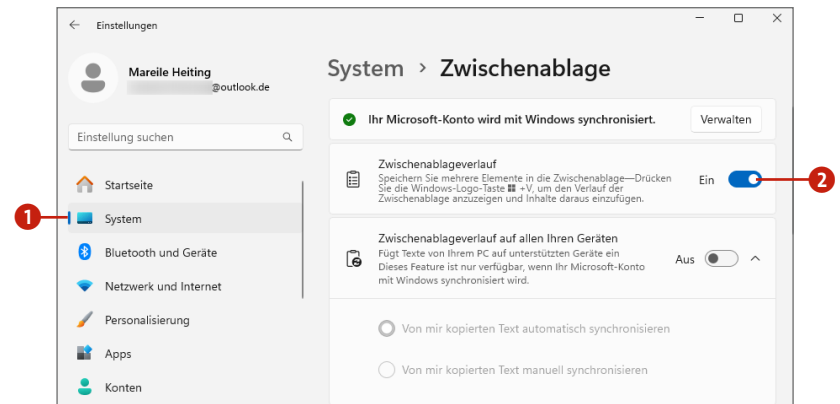 Einstellungen
Mareile Heiting
@outlook.de
Einstellung suchen
Startseite
1
System
Bluetooth und Geräte
Netzwerk und Internet
Personalisierung
Apps
Konten
System > Zwischenablage
Ihr Microsoft-Konto wird mit Windows synchronisiert.
Verwalten
Zwischenablageverlauf
Speichern Sie mehrere Elemente in die Zwischenablage—Drücken
Sie die Windows-Logo-Taste +V, um den Verlauf der
Zwischenablage anzuzeigen und Inhalte daraus einzufügen.
Ein
2
Zwischenablageverlauf auf allen Ihren Geräten
Fügt Texte von Ihrem PC auf unterstützten Geräte ein
Dieses Feature ist nur verfügbar, wenn Ihr Microsoft-Konto
mit Windows synchronisiert wird.
Aus
Von mir kopierten Text automatisch synchronisieren
Von mir kopierten Text manuell synchronisieren